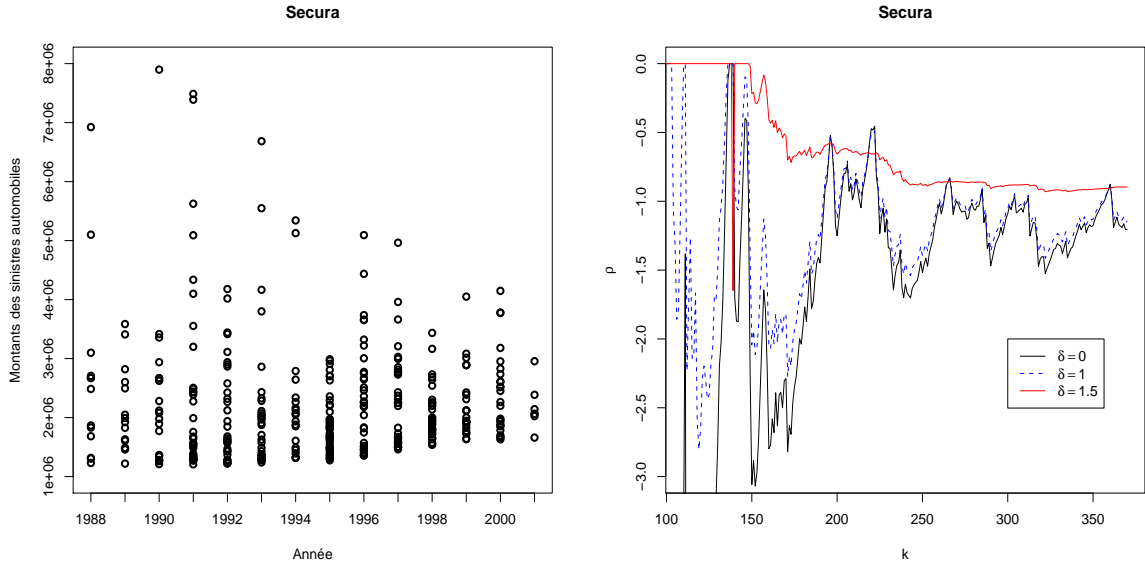 Secura
Montants des sinistres automobiles
8e+06
7e+06
6e+06
5e+06
4e+06
3e+06
2e+06
1e+06
1988 1990 1992 1994 1996 1998 2000
Année
Secura
ρ
0.0
−0.5
−1.0
−1.5
−2.0
−2.5
−3.0
δ = 0
δ = 1
δ = 1.5
100 150 200 250 300 350
k